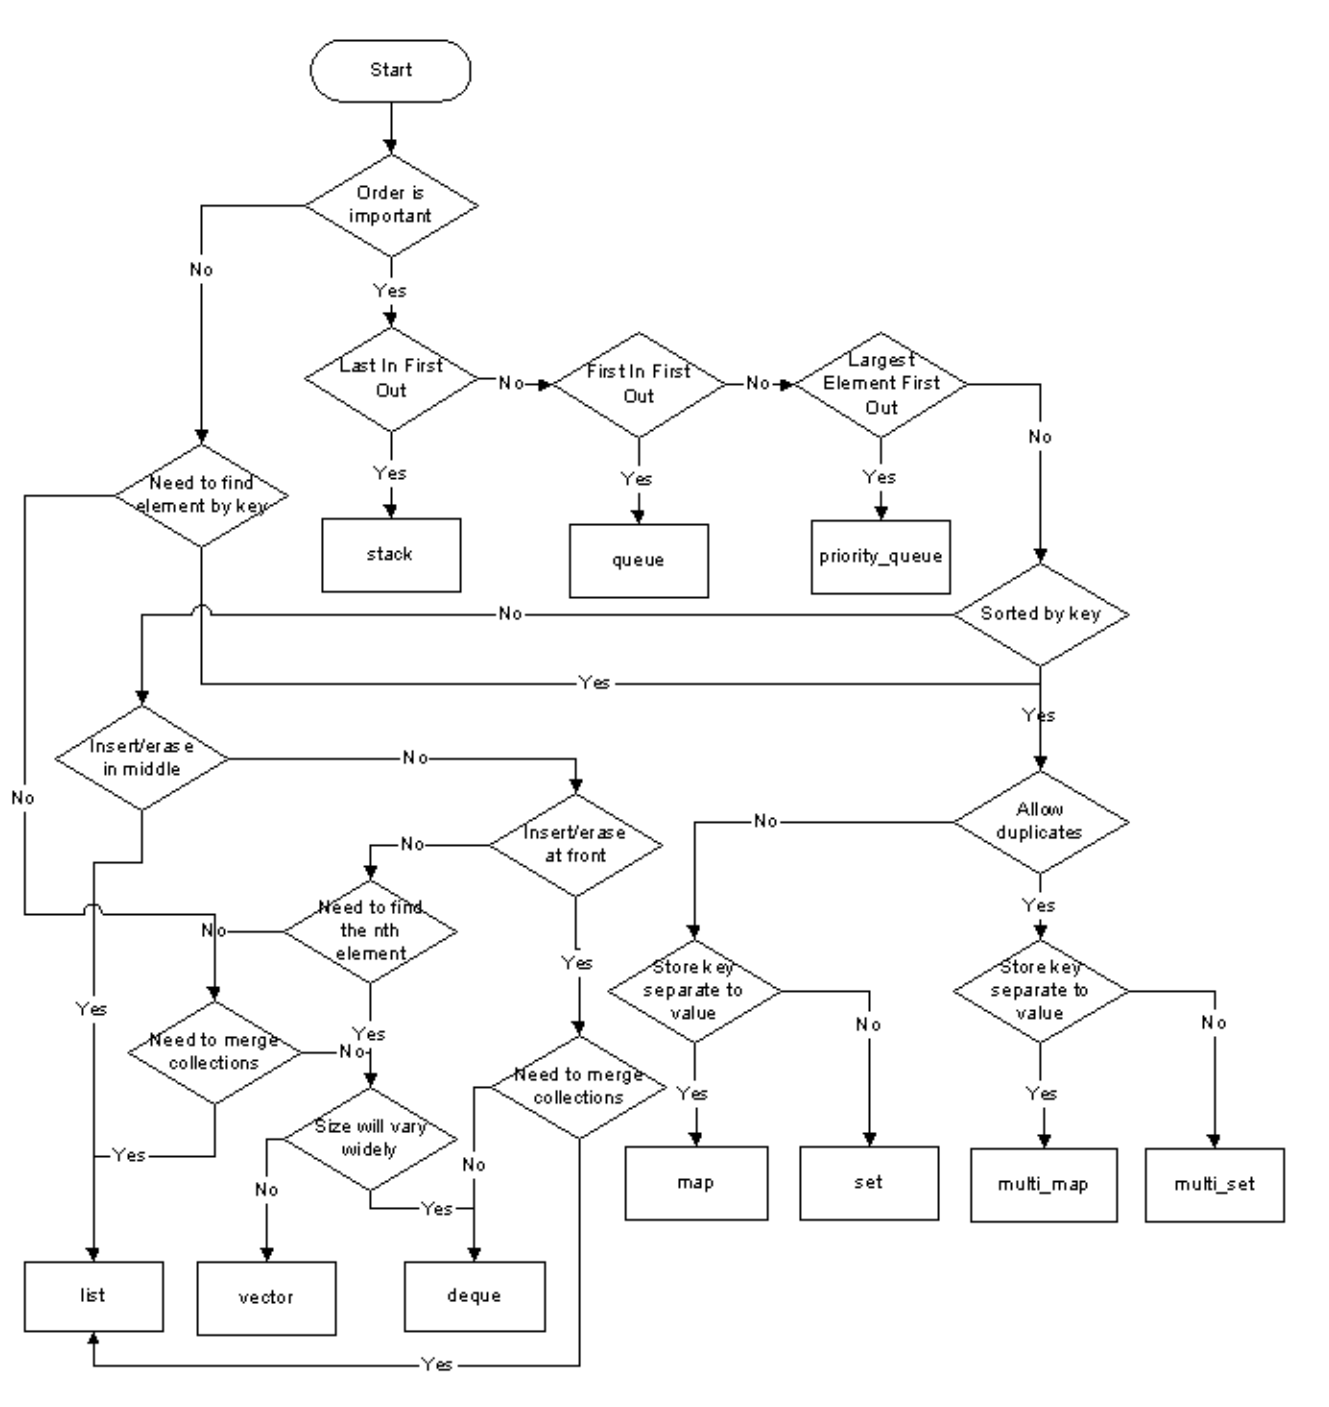 Start
Order is
important
No
Yes
Last In First
Out
No
First In First
Out
No
Largest
Element First
Out
No
Yes
Yes
Yes
Need to find
element by key
stack
queue
priority_queue
No
Sorted by key
Yes
Yes
Insert/erase
in middle
No
No
Insert/erase
at front
No
Allow
duplicates
No
Need to find
the nth
element
No
Yes
Yes
Yes
Store key
separate to
value
No
Store key
separate to
value
No
Yes
Yes
Need to merge
collections
No
Need to merge
collections
Yes
Yes
Size will vary
widely
Yes
No
No
Yes
map
set
multi_map
multi_set
list
vector
deque
Yes